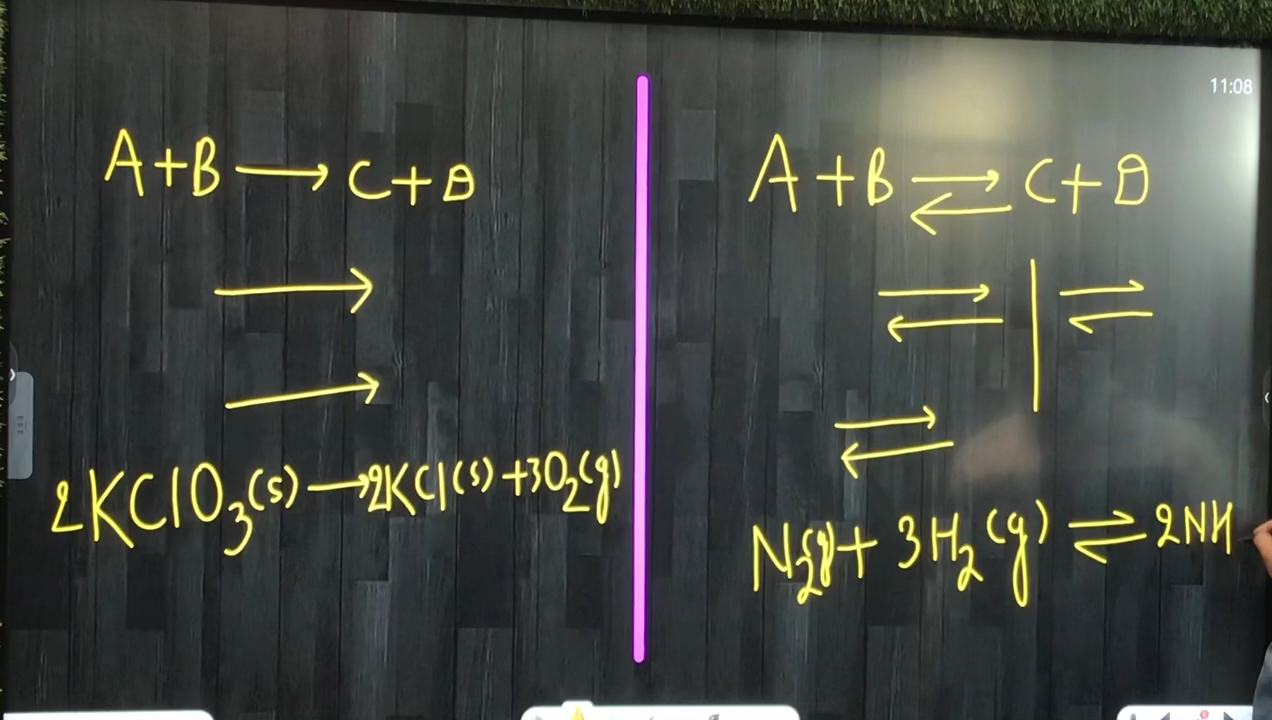 11:08
A+B ⟶ C+D
→
→
2KClO₃(s) ⟶ 2KCl(s) +3O₂(g)
A+B ⇌ C+D
⇌ | ⇌
⇌
N₂(g)+ 3H₂(g) ⇌ 2NH